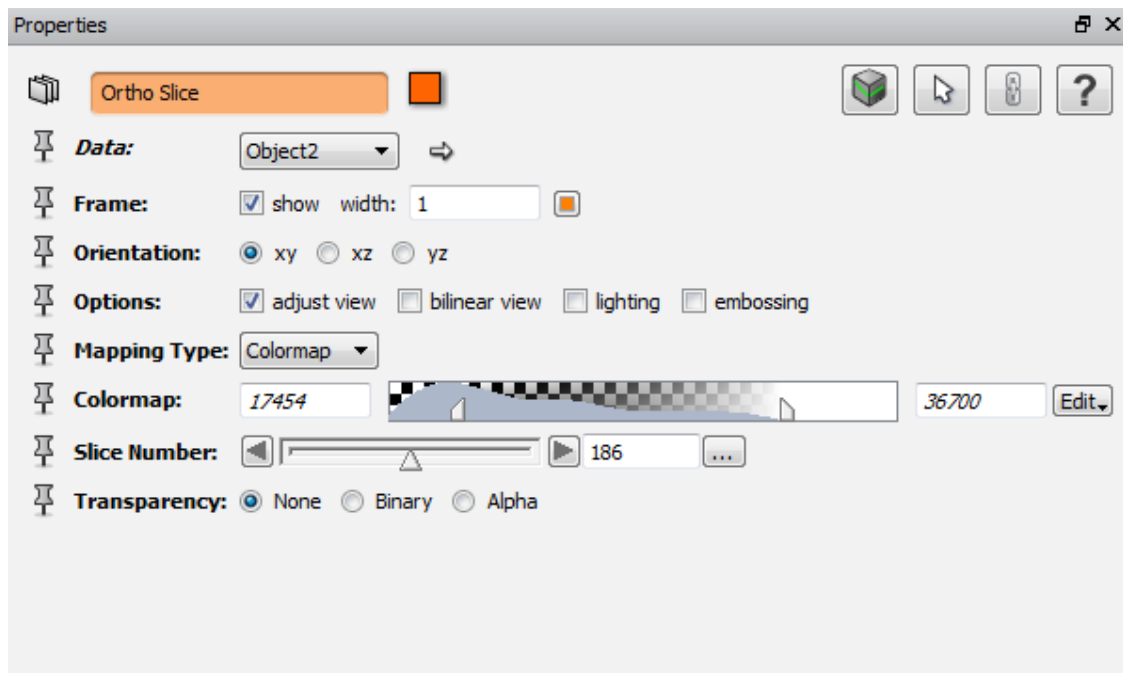 Properties
Ortho Slice
?
Data: Object2
Frame: show width: 1
Orientation: xy xz yz
Options: adjust view bilinear view lighting embossing
Mapping Type: Colormap
Colormap: 17454 36700 Edit
Slice Number: 186 ...
Transparency: None Binary Alpha